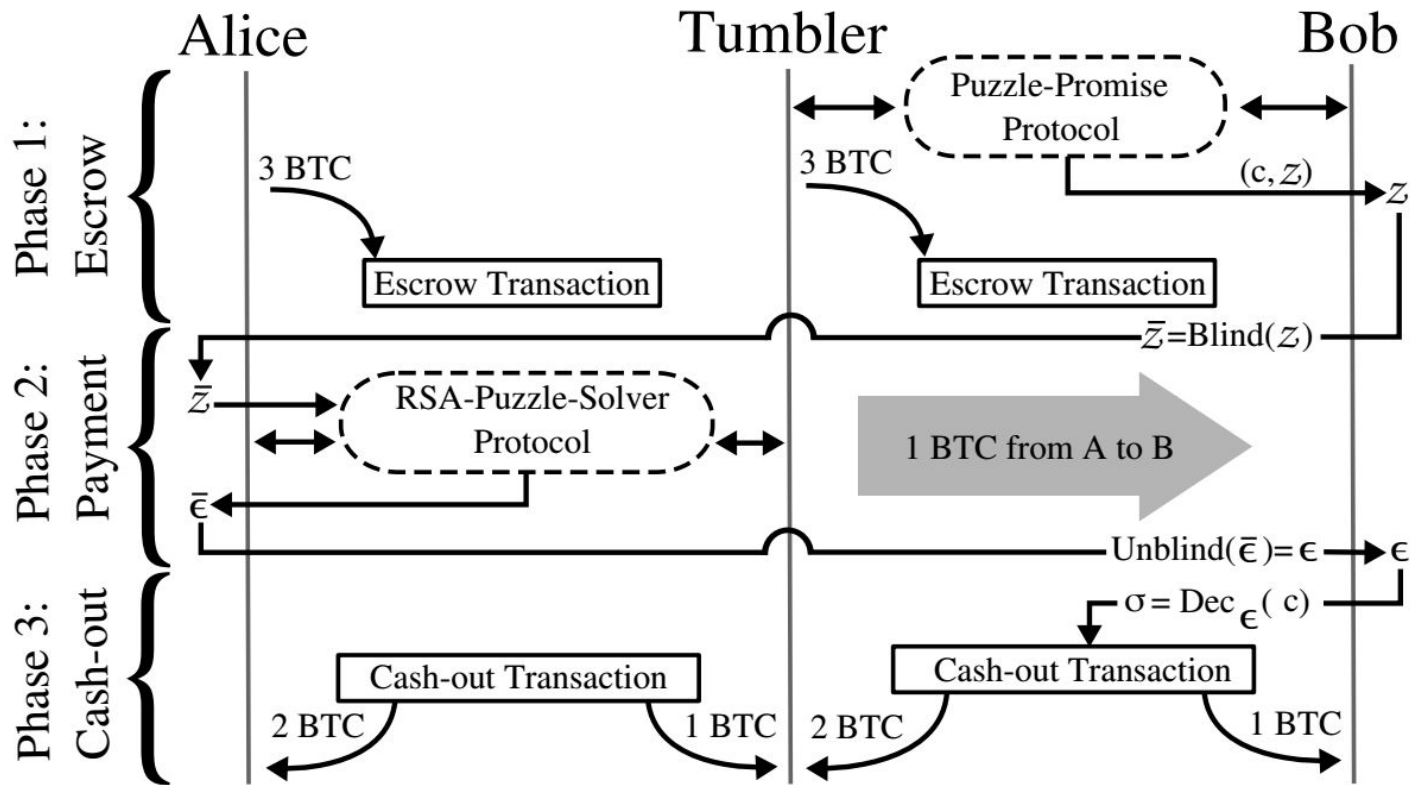 Alice
Tumbler
Bob
Phase 1:
Escrow
Puzzle-Promise
Protocol
3 BTC
3 BTC
(c, z)
z
Escrow Transaction
Escrow Transaction
Phase 2:
Payment
z̄=Blind(z)
z̄
RSA-Puzzle-Solver
Protocol
1 BTC from A to B
ϵ̄
Unblind(ϵ̄)= ϵ
ϵ
Phase 3:
Cash-out
σ = Dec_ϵ( c)
Cash-out Transaction
Cash-out Transaction
2 BTC
1 BTC
2 BTC
1 BTC